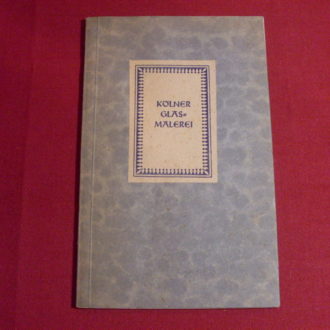 KÖLNER
GLAS=
MALEREI